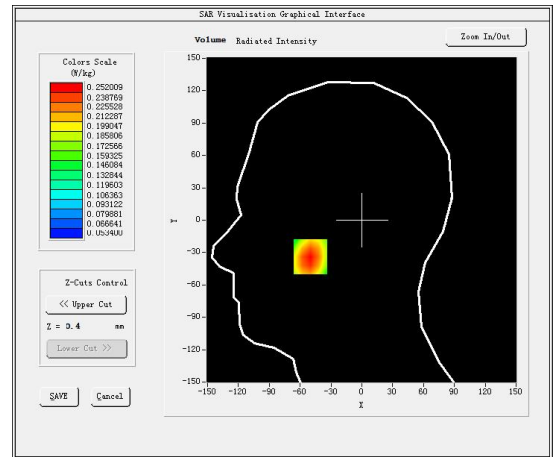 SAR Visualisation Graphical Interface
Volume Radiated Intensity
Zoom In/Out
Colors Scale
(W/kg)
0.252009
0.238769
0.225528
0.212287
0.199047
0.185806
0.172566
0.159325
0.146084
0.132844
0.119603
0.106363
0.093122
0.079881
0.066641
0.053400
Z-Cuts Control
<< Upper Cut
Z = 0.4 mm
Lower Cut >>
SAVE Cancel
150
120
90
60
30
0
-30
-60
-90
-120
-150
Y
-150 -120 -90 -60 -30 0 30 60 90 120 150
X